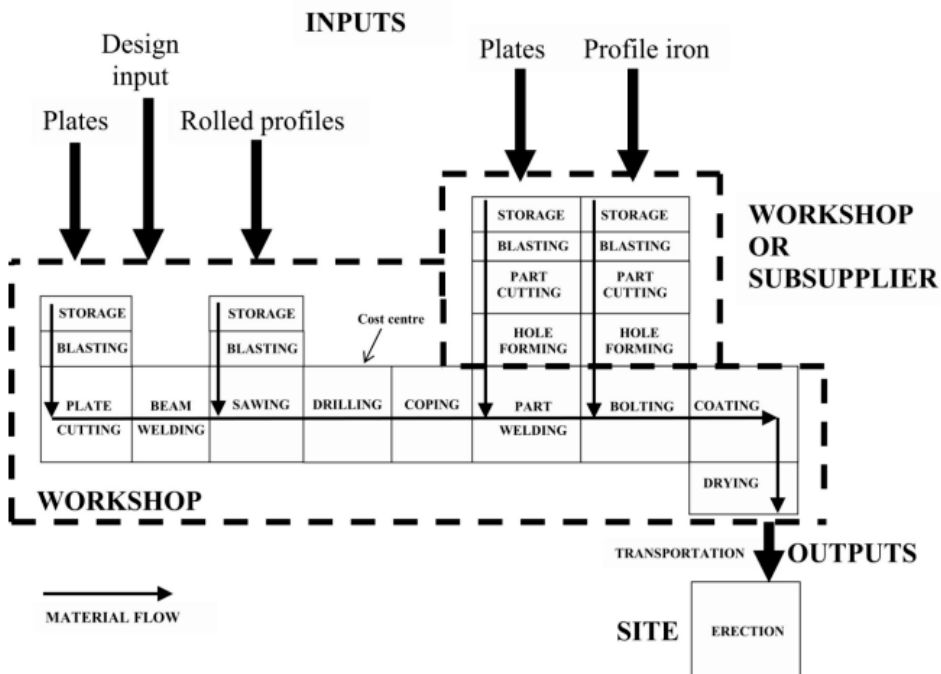 INPUTS
Design
input
Plates
Rolled profiles
Plates
Profile iron
WORKSHOP
OR
SUBSUPPLIER
STORAGE
STORAGE
BLASTING
BLASTING
PART
CUTTING
PART
CUTTING
HOLE
FORMING
HOLE
FORMING
STORAGE
BLASTING
STORAGE
BLASTING
Cost centre
PLATE
CUTTING
BEAM
WELDING
SAWING
DRILLING
COPING
PART
WELDING
BOLTING
COATING
DRYING
WORKSHOP
TRANSPORTATION
OUTPUTS
MATERIAL FLOW
SITE
ERECTION